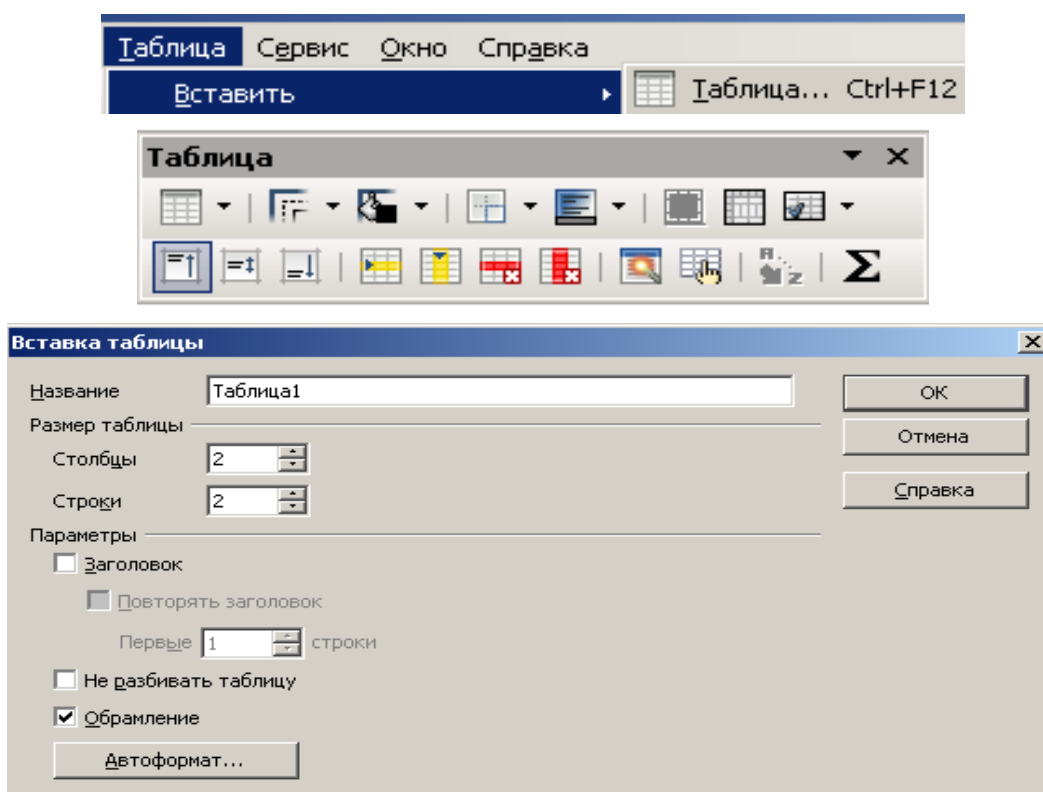 Таблица Сервис Окно Справка
Вставить Таблица... Ctrl+F12
Таблица
Вставка таблицы
Название Таблица1 ОК
Размер таблицы Отмена
Столбцы 2
Строки 2 Справка
Параметры
Заголовок
Повторять заголовок
Первые 1 строки
Не разбивать таблицу
Обрамление
Автоформат...